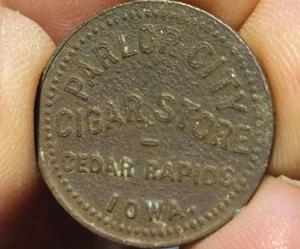 PARLOR CITY
CIGAR STORE
–
CEDAR RAPIDS,
IOWA.